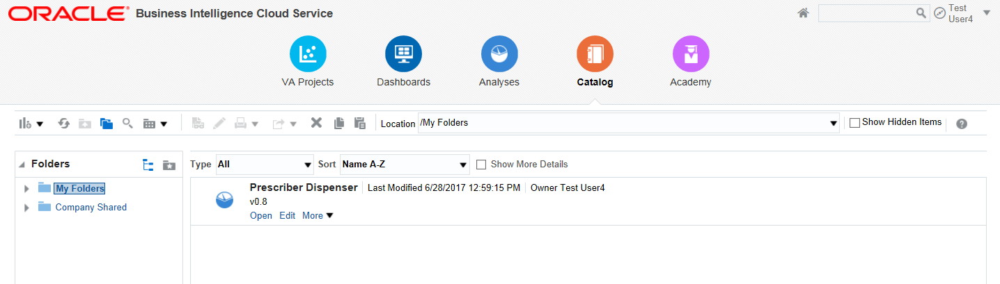 ORACLE® Business Intelligence Cloud Service
Test
User4
VA Projects Dashboards Analyses Catalog Academy
Location /My Folders Show Hidden Items
Folders
My Folders
Company Shared
Type All Sort Name A-Z Show More Details
Prescriber Dispenser Last Modified 6/28/2017 12:59:15 PM Owner Test User4
v0.8
Open Edit More